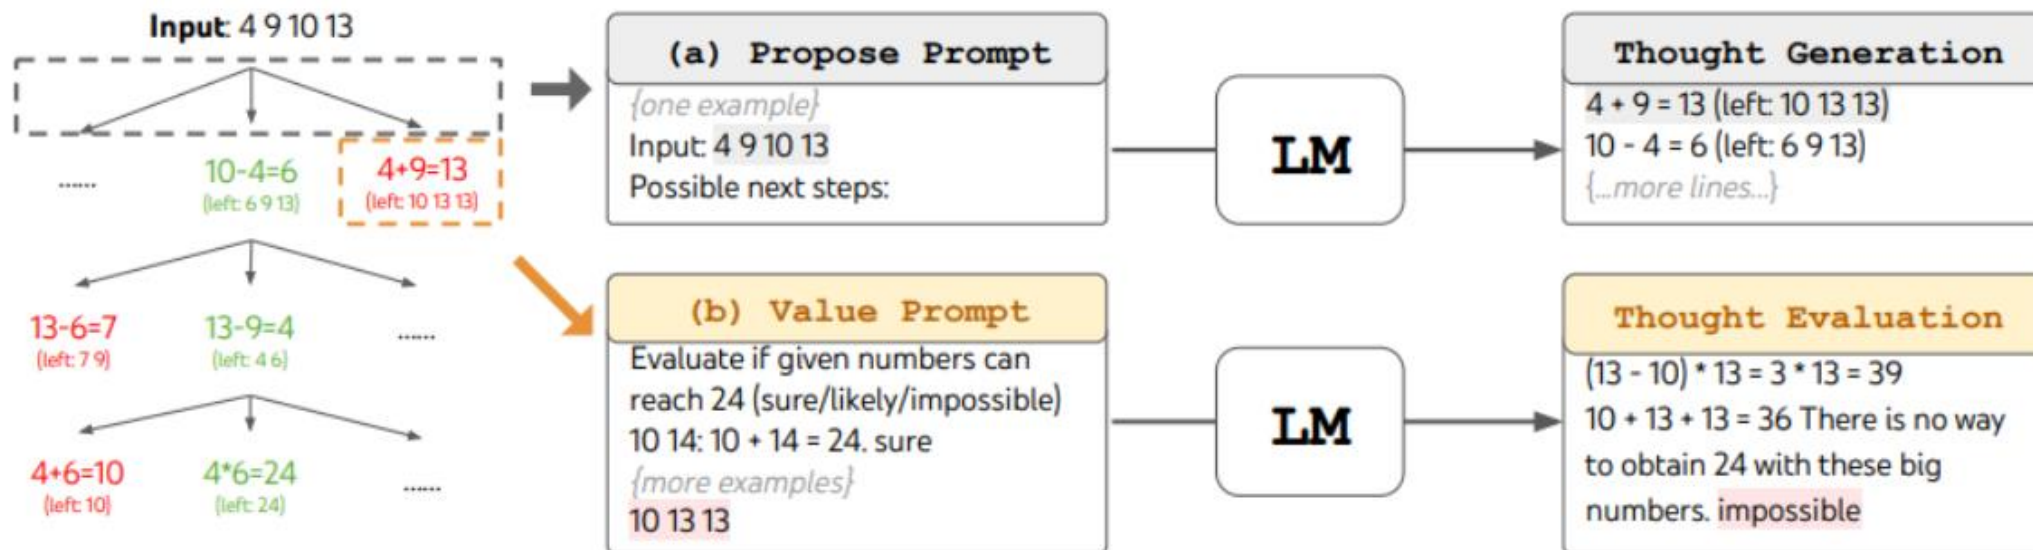 Input: 4 9 10 13
......
10-4=6
(left: 6 9 13)
4+9=13
(left: 10 13 13)
13-6=7
(left: 7 9)
13-9=4
(left: 4 6)
......
4+6=10
(left: 10)
4*6=24
(left: 24)
......
(a) Propose Prompt
{one example}
Input: 4 9 10 13
Possible next steps:
LM
Thought Generation
4 + 9 = 13 (left: 10 13 13)
10 - 4 = 6 (left: 6 9 13)
{...more lines...}
(b) Value Prompt
Evaluate if given numbers can
reach 24 (sure/likely/impossible)
10 14: 10 + 14 = 24. sure
{more examples}
10 13 13
LM
Thought Evaluation
(13 - 10) * 13 = 3 * 13 = 39
10 + 13 + 13 = 36 There is no way
to obtain 24 with these big
numbers. impossible